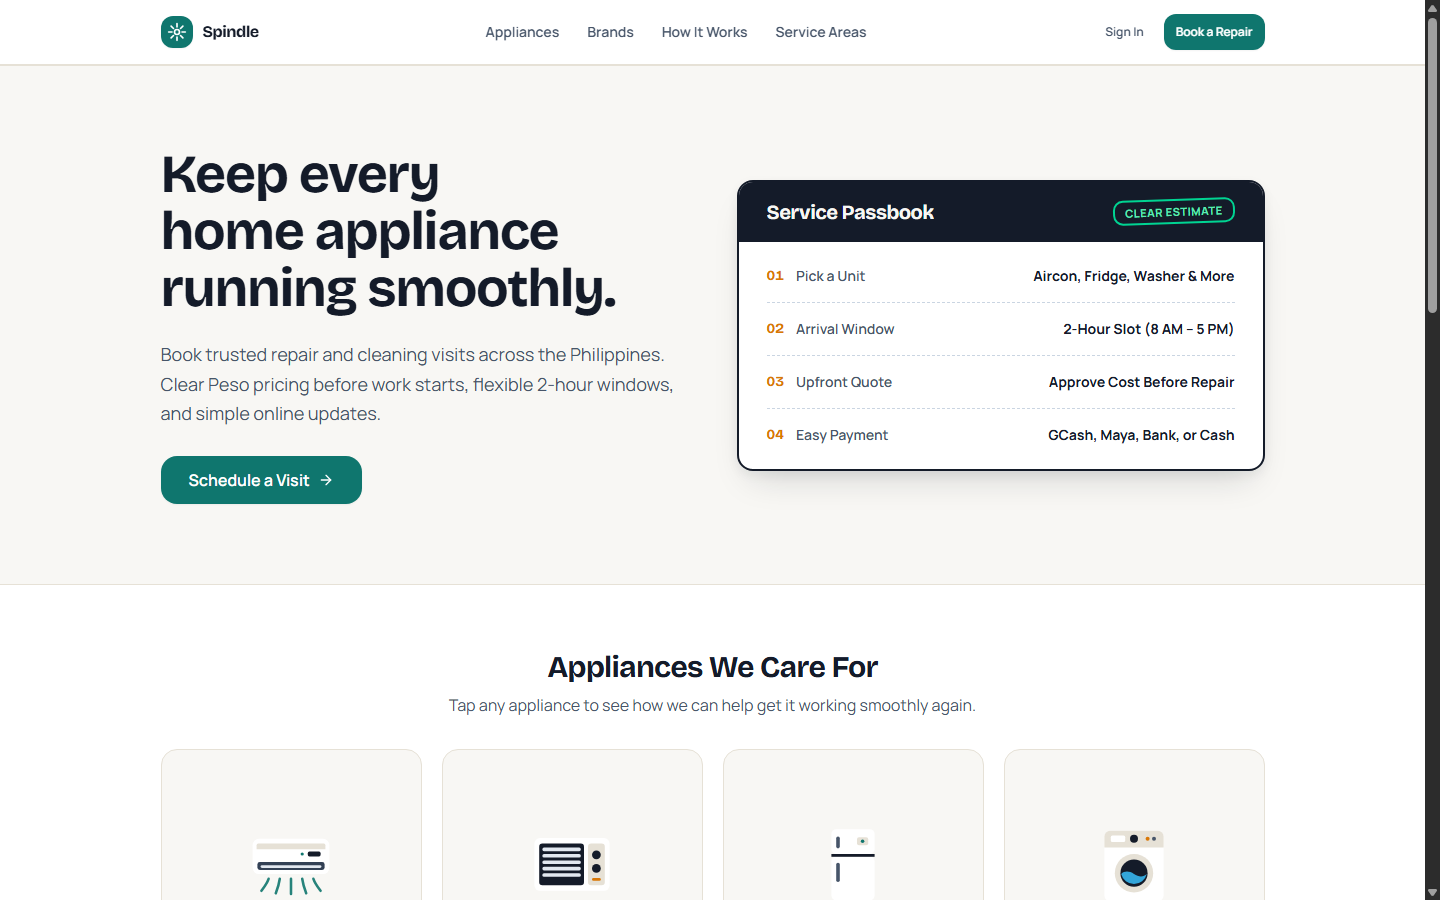 Spindle
Appliances
Brands
How It Works
Service Areas
Sign In
Book a Repair
Keep every
home appliance
running smoothly.
Book trusted repair and cleaning visits across the Philippines.
Clear Peso pricing before work starts, flexible 2-hour windows,
and simple online updates.
Schedule a Visit →
Service Passbook
CLEAR ESTIMATE
01 Pick a Unit Aircon, Fridge, Washer & More
02 Arrival Window 2-Hour Slot (8 AM – 5 PM)
03 Upfront Quote Approve Cost Before Repair
04 Easy Payment GCash, Maya, Bank, or Cash
Appliances We Care For
Tap any appliance to see how we can help get it working smoothly again.